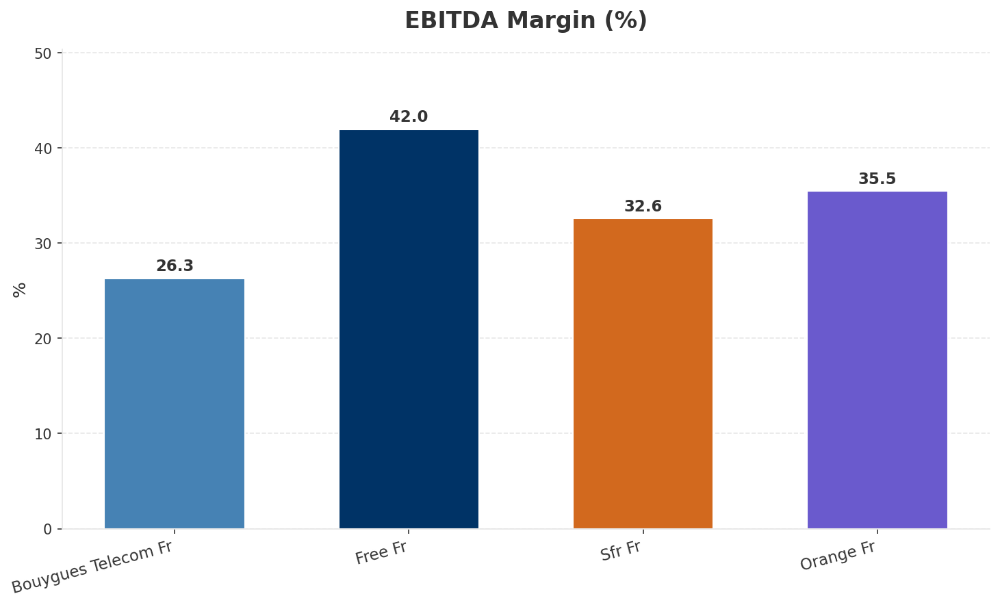 EBITDA Margin (%)
%
50
40
30
20
10
0
26.3
42.0
32.6
35.5
Bouygues Telecom Fr
Free Fr
Sfr Fr
Orange Fr